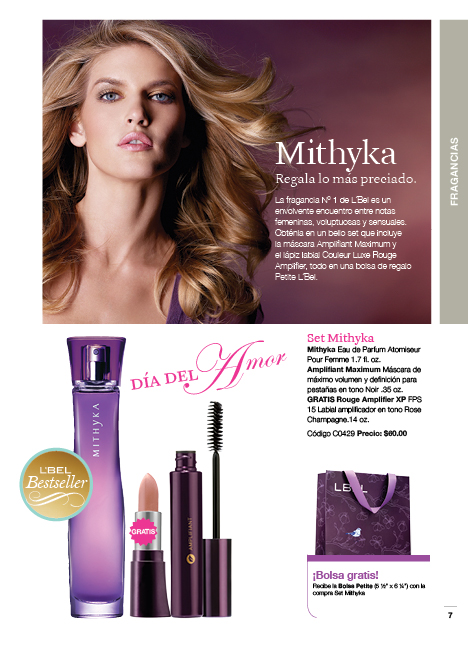 Mithyka
Regala lo más preciado.
La fragancia Nº 1 de L'Bel es un
envolvente encuentro entre notas
femeninas, voluptuosas y sensuales.
Obténla en un bello set que incluye
la máscara Amplifiant Maximum y
el lápiz labial Couleur Luxe Rouge
Amplifier, todo en una bolsa de regalo
Petite L'Bel.
FRAGANCIAS
DÍA DEL Amor
MITHYKA
L'BEL
Bestseller
GRATIS
AMPLIFIANT
Set Mithyka
Mithyka Eau de Parfum Atomiseur
Pour Femme 1.7 fl. oz.
Amplifiant Maximum Máscara de
máximo volumen y definición para
pestañas en tono Noir .35 oz.
GRATIS Rouge Amplifier XP FPS
15 Labial amplificador en tono Rose
Champagne.14 oz.
Código C0429 Precio: $60.00
L'BEL
¡Bolsa gratis!
Recibe la Bolsa Petite (5 ½" x 6 ¼") con la
compra Set Mithyka
7